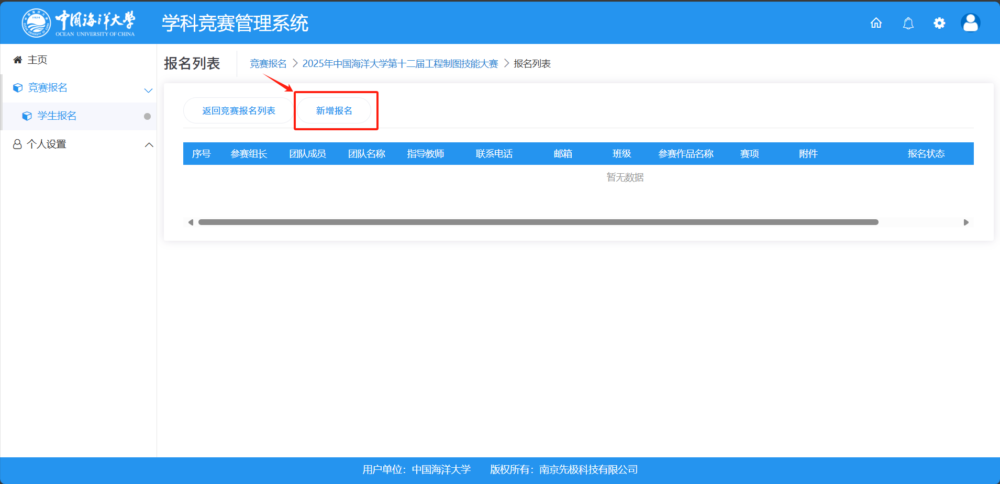 中国海洋大学
OCEAN UNIVERSITY OF CHINA
学科竞赛管理系统
主页
竞赛报名
学生报名
个人设置
报名列表
竞赛报名 > 2025年中国海洋大学第十二届工程制图技能大赛 > 报名列表
返回竞赛报名列表 新增报名
序号 参赛组长 团队成员 团队名称 指导教师 联系电话 邮箱 班级 参赛作品名称 赛项 附件 报名状态
暂无数据
用户单位：中国海洋大学 版权所有：南京先极科技有限公司